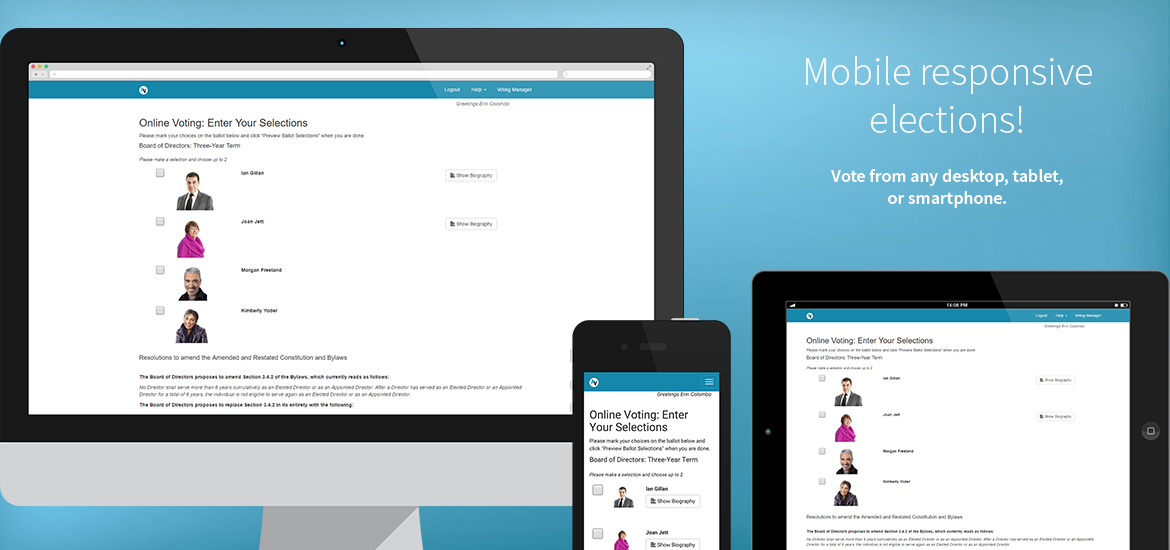 Logout Help Voting Manager
Greetings Erin Colombo
Online Voting: Enter Your Selections
Please mark your choices on the ballot below and click "Preview Ballot Selections" when you are done
Board of Directors: Three-Year Term
Please make a selection and choose up to 2
Ian Gillan
Show Biography
Joan Jett
Show Biography
Morgan Freeland
Kimberly Yoder
Resolutions to amend the Amended and Restated Constitution and Bylaws
The Board of Directors proposes to amend Section 3.4.2 of the Bylaws, which currently reads as follows:
No Director shall serve more than 6 years cumulatively as an Elected Director or as an Appointed Director. After a Director has served as an Elected Director or an Appointed
Director for a total of 6 years, the individual is not eligible to serve again as an Elected Director or as an Appointed Director.
The Board of Directors proposes to replace Section 3.4.2 in its entirety with the following:
Mobile responsive
elections!
Vote from any desktop, tablet,
or smartphone.
Greetings Erin Colombo
Online Voting: Enter
Your Selections
Please mark your choices on the ballot below and
click "Preview Ballot Selections" when you are done.
Board of Directors: Three-Year Term
Please make a selection and choose up to 2
Ian Gillan
Show Biography
Joan Jett
Show Biography
14:06 PM
Logout Help Voting Manager
Greetings Erin Colombo
Online Voting: Enter Your Selections
Please mark your choices on the ballot below and click "Preview Ballot Selections" when you are done
Board of Directors: Three-Year Term
Please make a selection and choose up to 2
Ian Gillan
Show Biography
Joan Jett
Show Biography
Morgan Freeland
Kimberly Yoder
Resolutions to amend the Amended and Restated Constitution and Bylaws
The Board of Directors proposes to amend Section 3.4.2 of the Bylaws, which currently reads as follows:
No Director shall serve more than 6 years cumulatively as an Elected Director or as an Appointed Director. After a Director has served as an Elected Director or an Appointed
Director for a total of 6 years, the individual is not eligible to serve again as an Elected Director or as an Appointed Director.